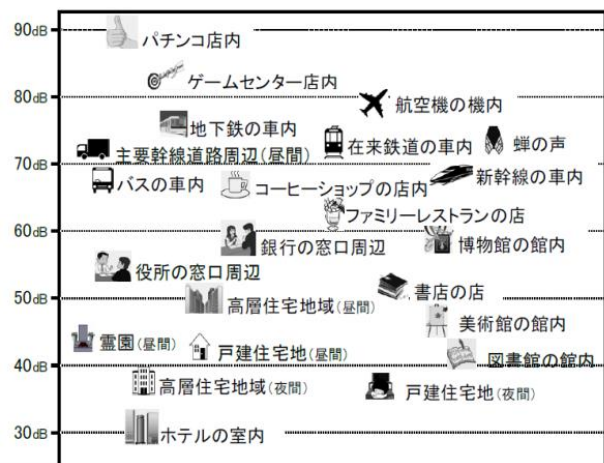 90dB
パチンコ店内
ゲームセンター店内
80dB
航空機の機内
地下鉄の車内
在来鉄道の車内
蝉の声
主要幹線道路周辺(昼間)
70dB
バスの車内
コーヒーショップの店内
新幹線の車内
ファミリーレストランの店
60dB
銀行の窓口周辺
博物館の館内
役所の窓口周辺
書店の店
50dB
高層住宅地域(昼間)
美術館の館内
霊園(昼間)
戸建住宅地(昼間)
図書館の館内
40dB
高層住宅地域(夜間)
戸建住宅地(夜間)
30dB
ホテルの室内